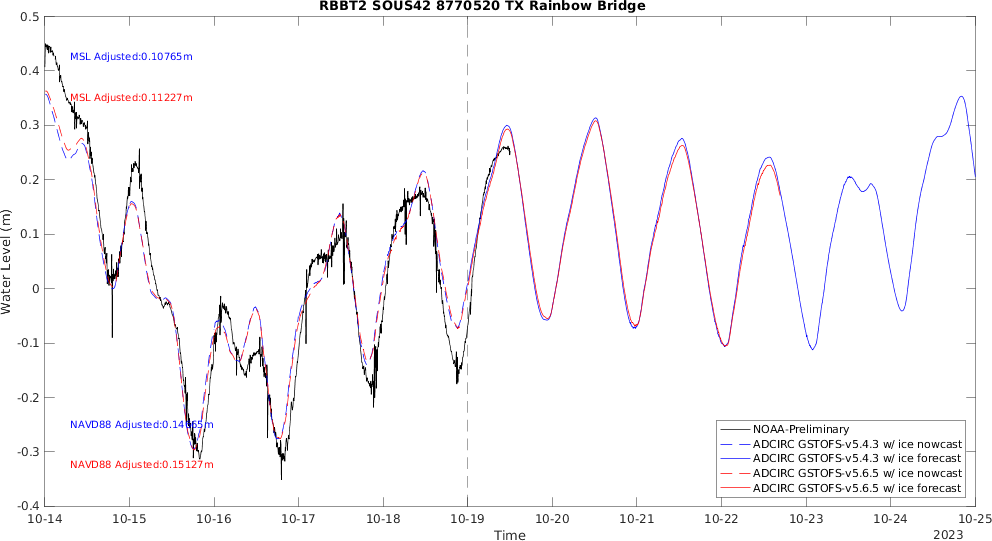 RBBT2 SOUS42 8770520 TX Rainbow Bridge
Water Level (m)
0.5
0.4
0.3
0.2
0.1
0
-0.1
-0.2
-0.3
-0.4
MSL Adjusted:0.10765m
MSL Adjusted:0.11227m
NAVD88 Adjusted:0.14665m
NAVD88 Adjusted:0.15127m
NOAA-Preliminary
ADCIRC GSTOFS-v5.4.3 w/ ice nowcast
ADCIRC GSTOFS-v5.4.3 w/ ice forecast
ADCIRC GSTOFS-v5.6.5 w/ ice nowcast
ADCIRC GSTOFS-v5.6.5 w/ ice forecast
10-14 10-15 10-16 10-17 10-18 10-19 10-20 10-21 10-22 10-23 10-24 10-25
Time
2023